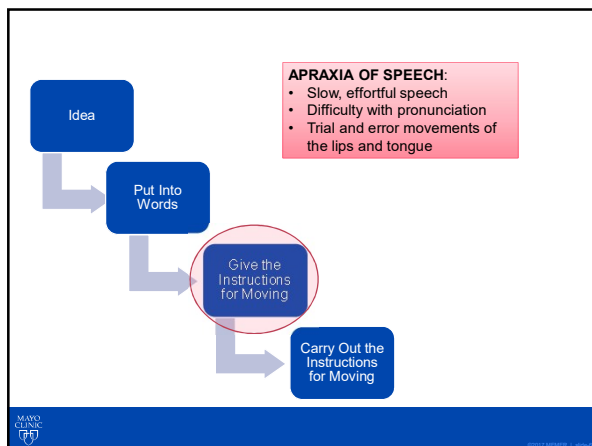 Idea
Put Into
Words
Give the
Instructions
for Moving
Carry Out the
Instructions
for Moving
APRAXIA OF SPEECH:
• Slow, effortful speech
• Difficulty with pronunciation
• Trial and error movements of
the lips and tongue
MAYO
CLINIC